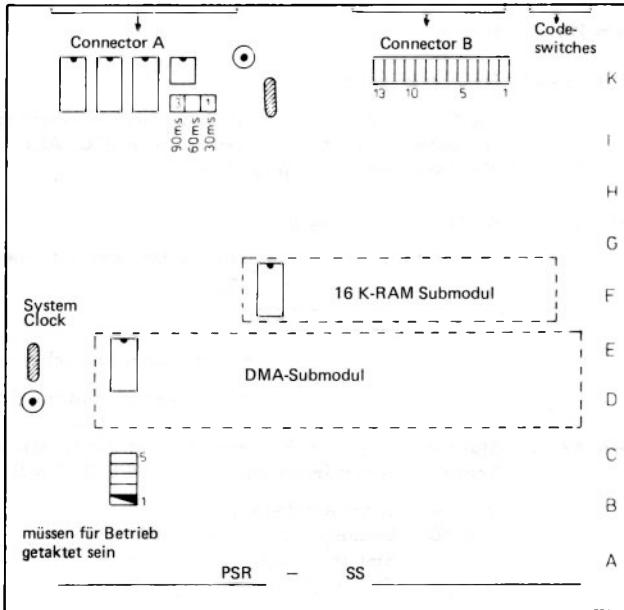 Connector A
Connector B
Code-
switches
K
13 10 5 1
3 1
90ms
60ms
30ms
I
H
G
16 K-RAM Submodul
F
System
Clock
E
DMA-Submodul
D
5
C
1
B
müssen für Betrieb
getaktet sein
A
PSR – SS